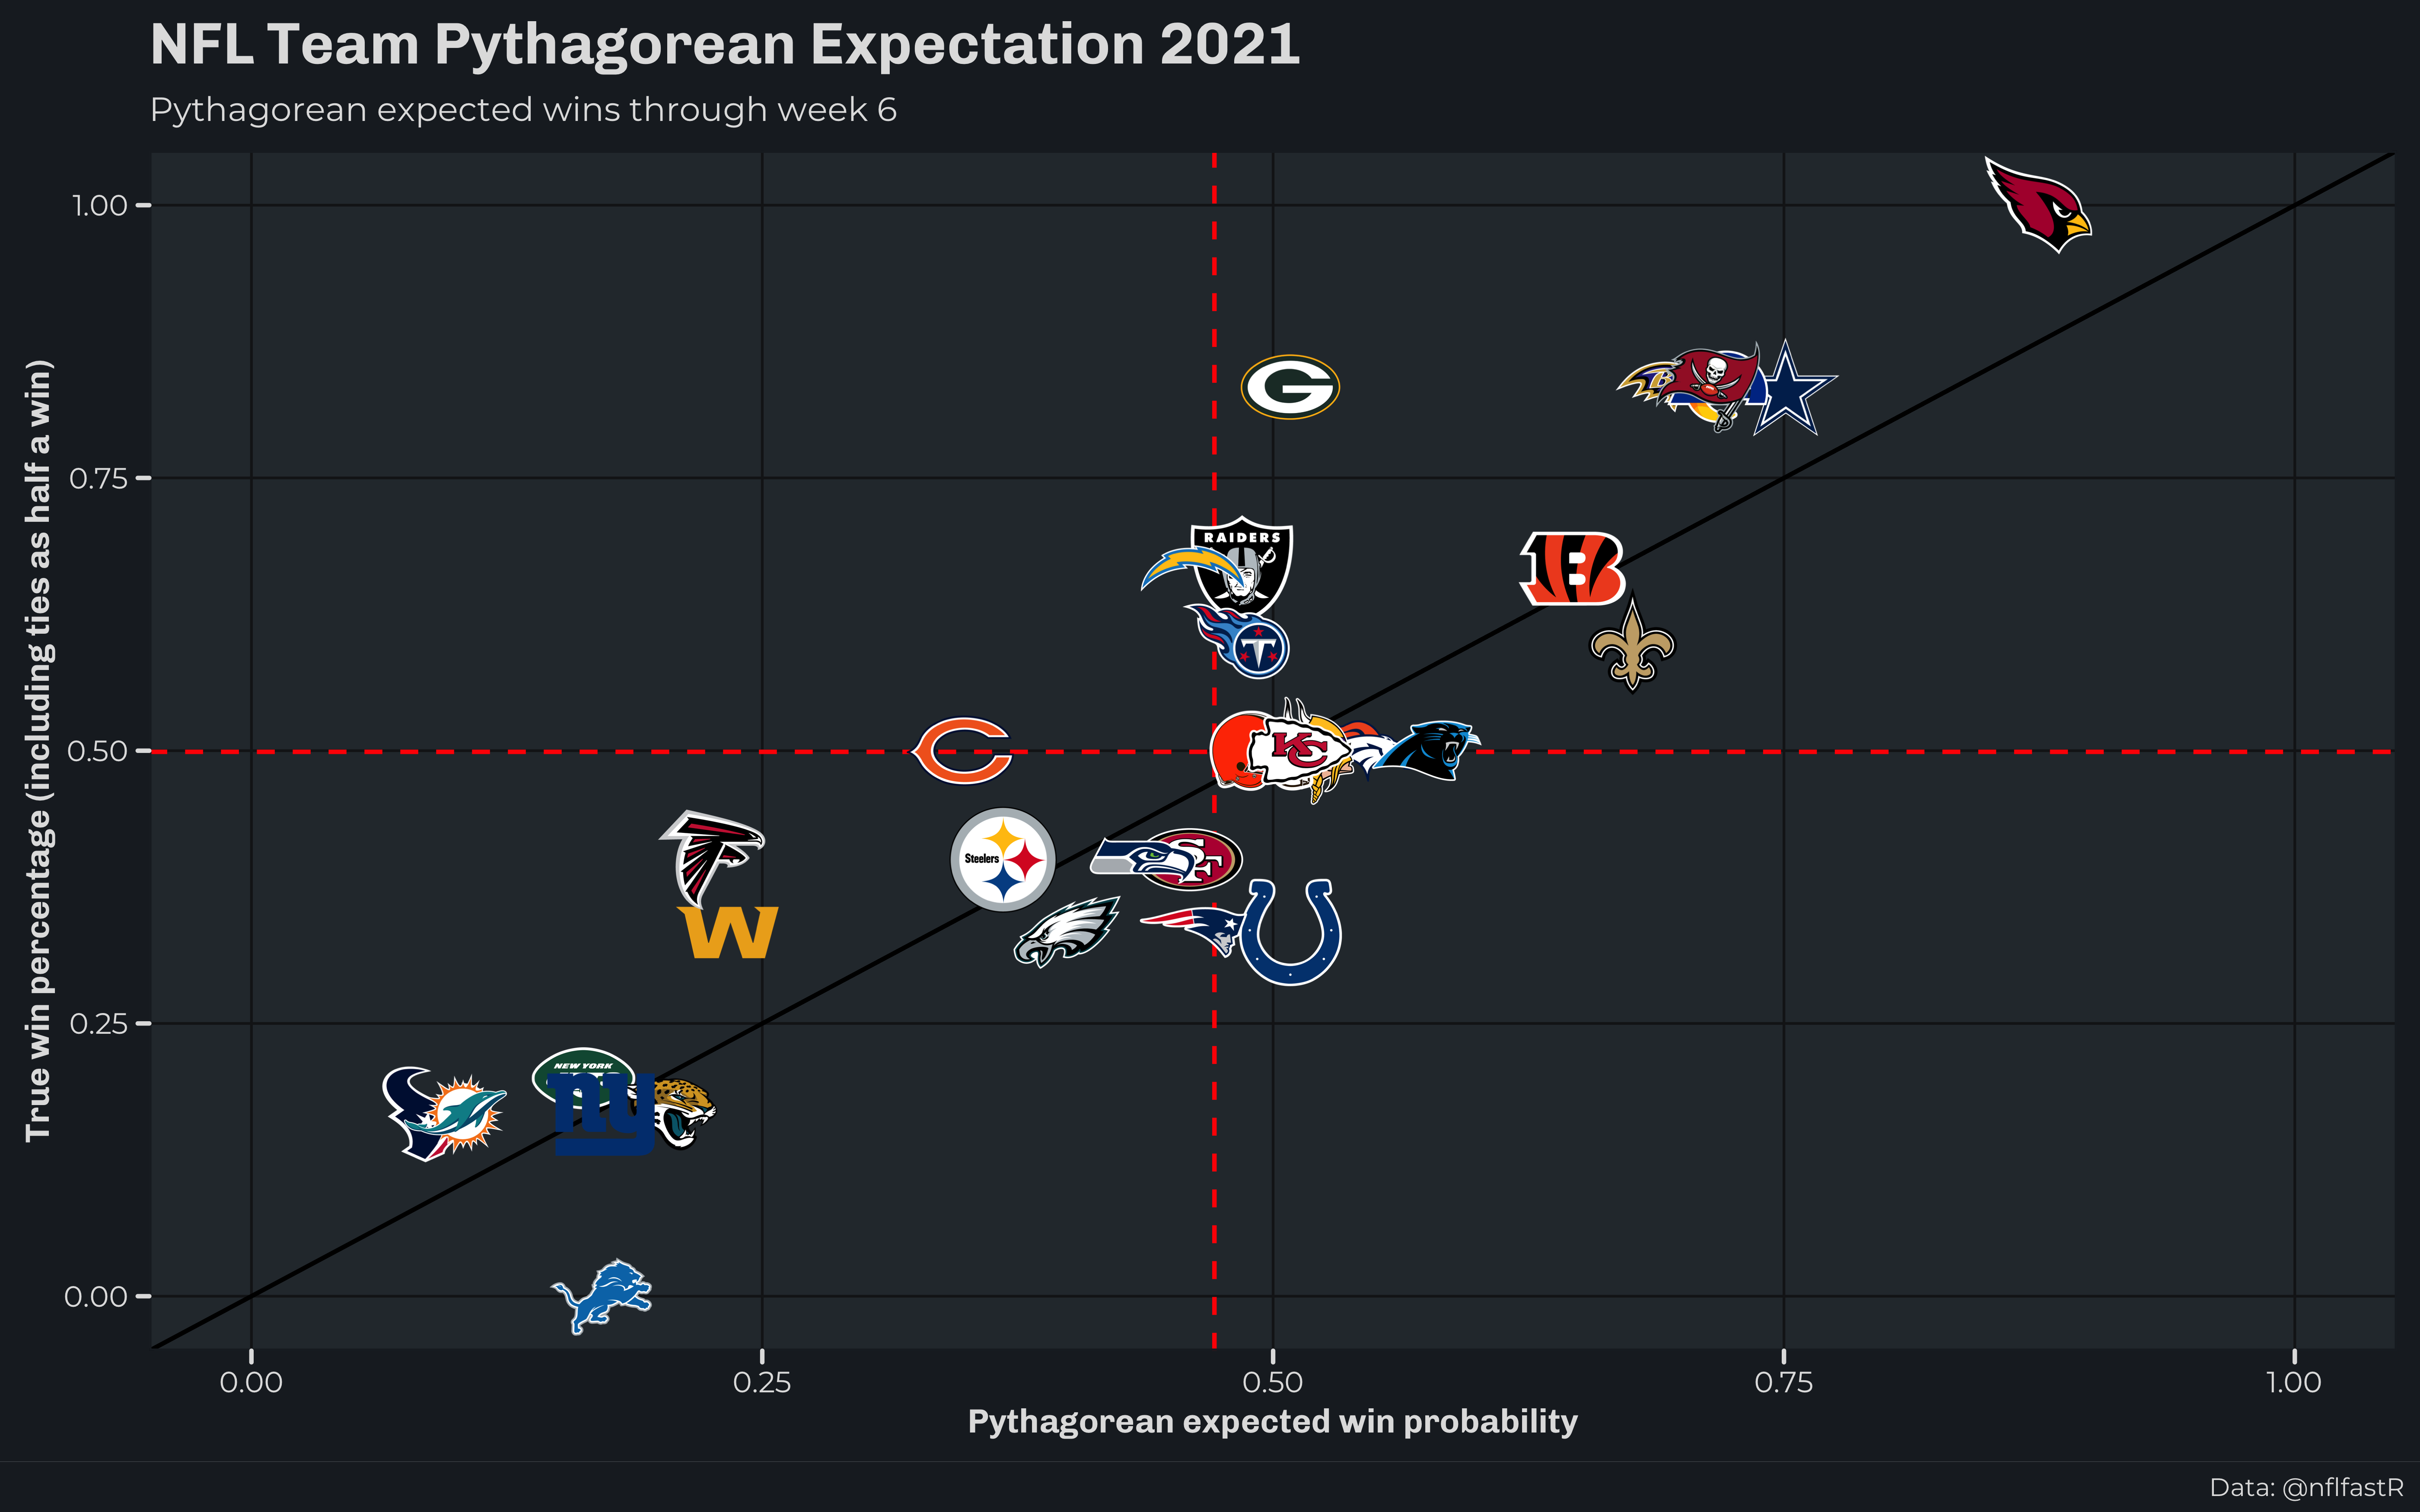 NFL Team Pythagorean Expectation 2021
Pythagorean expected wins through week 6
True win percentage (including ties as half a win)
1.00
0.75
0.50
0.25
0.00
RAIDERS
Steelers
NEW YORK
0.00
0.25
0.50
0.75
1.00
Pythagorean expected win probability
Data: @nflfastR